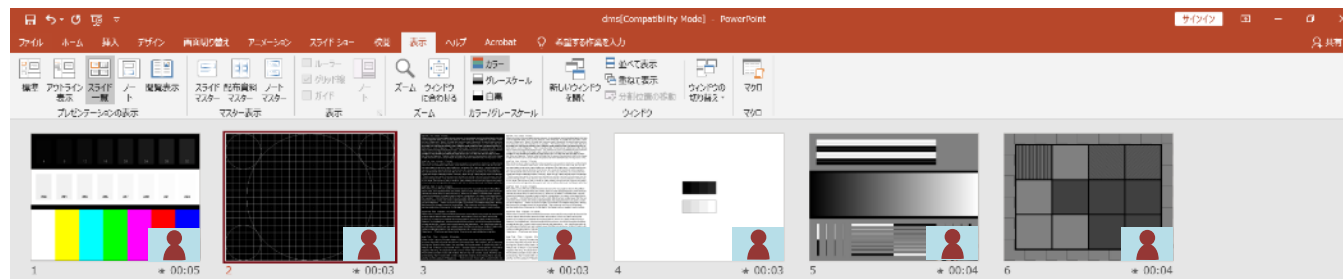 dms[Compatibility Mode] - PowerPoint
サインイン
ファイル ホーム 挿入 デザイン 画面切り替え アニメーション スライド ショー 校閲 表示 ヘルプ Acrobat 希望する作業を入力
共有
標準 アウトライン表示 スライド一覧 ノート 閲覧表示
プレゼンテーションの表示
スライド マスター 配布資料 マスター ノート マスター
マスター表示
ルーラー
グリッド線
ガイド
ノート
表示
ズーム ウィンドウに合わせる
ズーム
カラー
グレースケール
白黒
カラー/グレースケール
新しいウィンドウを開く
並べて表示
重ねて表示
分割位置の移動
ウィンドウの切り替え
ウィンドウ
マクロ
マクロ
1 00:05
2 00:03
3 00:03
4 00:03
5 00:04
6 00:04